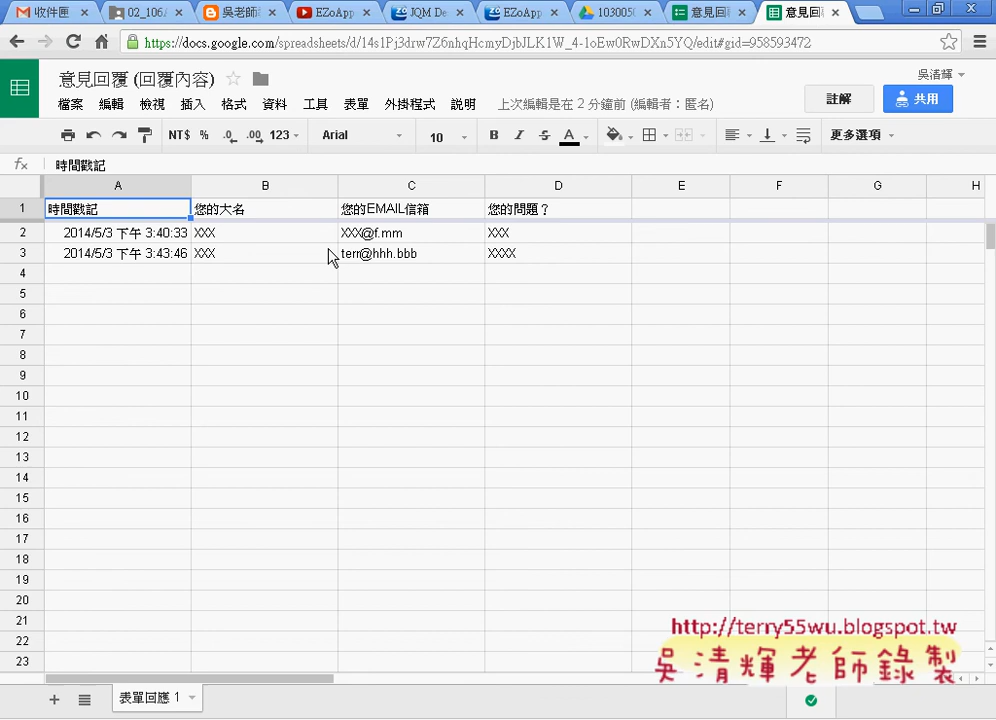 收件匣
02_106
吳老師
EZoApp
JQM De
EZoApp
1030050
意見回
意見回
https://docs.google.com/spreadsheets/d/14s1Pj3drw7Z6nhqHcmyDjbJLK1W_4-1oEw0RwDXn5YQ/edit#gid=958593472
意見回覆 (回覆內容)
吳清輝
檔案 編輯 檢視 插入 格式 資料 工具 表單 外掛程式 說明 上次編輯是在 2 分鐘前 (編輯者：匿名)
註解
共用
NT$ % .0 .00 123 Arial 10 B I S A 更多選項
fx 時間戳記
A B C D E F G H
1 時間戳記 您的大名 您的EMAIL信箱 您的問題？
2 2014/5/3 下午 3:40:33 XXX XXX@f.mm XXX
3 2014/5/3 下午 3:43:46 XXX terr@hhh.bbb XXXX
4
5
6
7
8
9
10
11
12
13
14
15
16
17
18
19
20
21
22
23
http://terry55wu.blogspot.tw
吳清輝老師錄製
表單回應 1